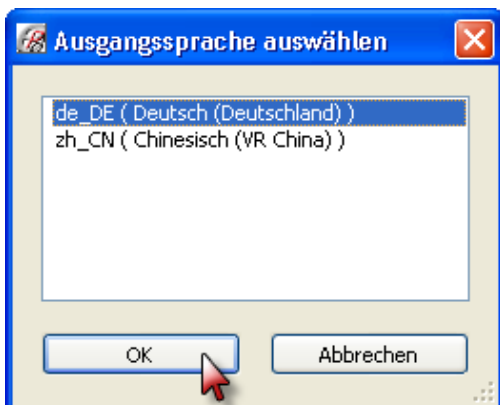 Ausgangssprache auswählen
de_DE ( Deutsch (Deutschland) )
zh_CN ( Chinesisch (VR China) )
OK
Abbrechen